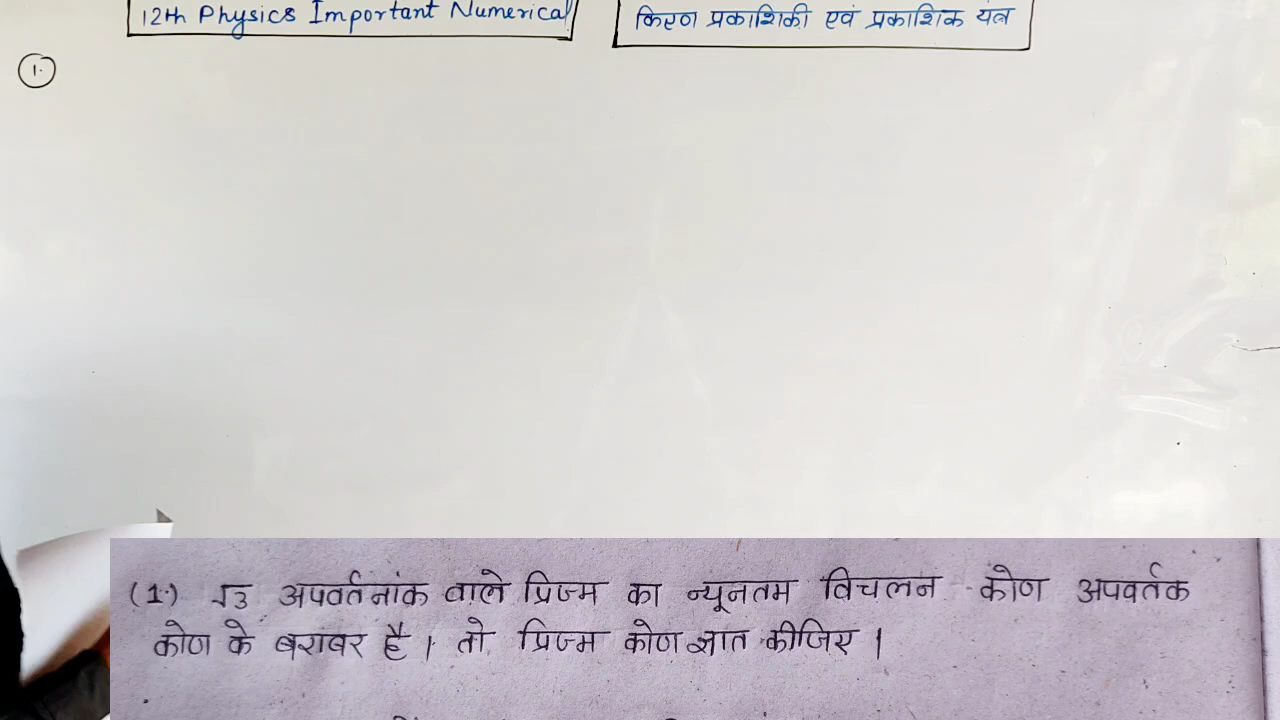 12th Physics Important Numerical
किरण प्रकाशिकी एवं प्रकाशिक यंत्र
1.
(1.) √3 अपवर्तनांक वाले प्रिज्म का न्यूनतम विचलन कोण अपवर्तक
कोण के बराबर है। तो प्रिज्म कोण ज्ञात कीजिए।